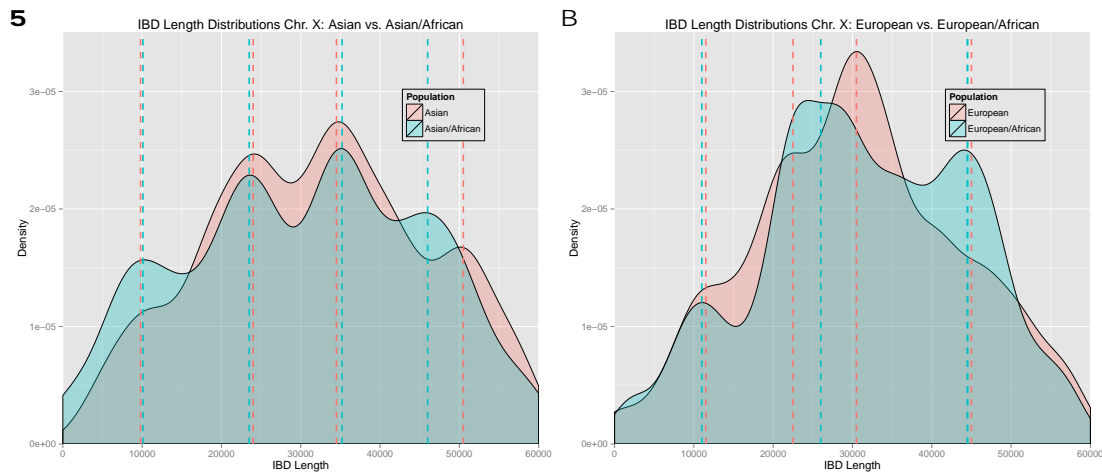 5
IBD Length Distributions Chr. X: Asian vs. Asian/African
3e−05
2e−05
1e−05
0e+00
Density
Population
Asian
Asian/African
0 10000 20000 30000 40000 50000 60000
IBD Length
B
IBD Length Distributions Chr. X: European vs. European/African
3e−05
2e−05
1e−05
0e+00
Density
Population
European
European/African
0 10000 20000 30000 40000 50000 60000
IBD Length